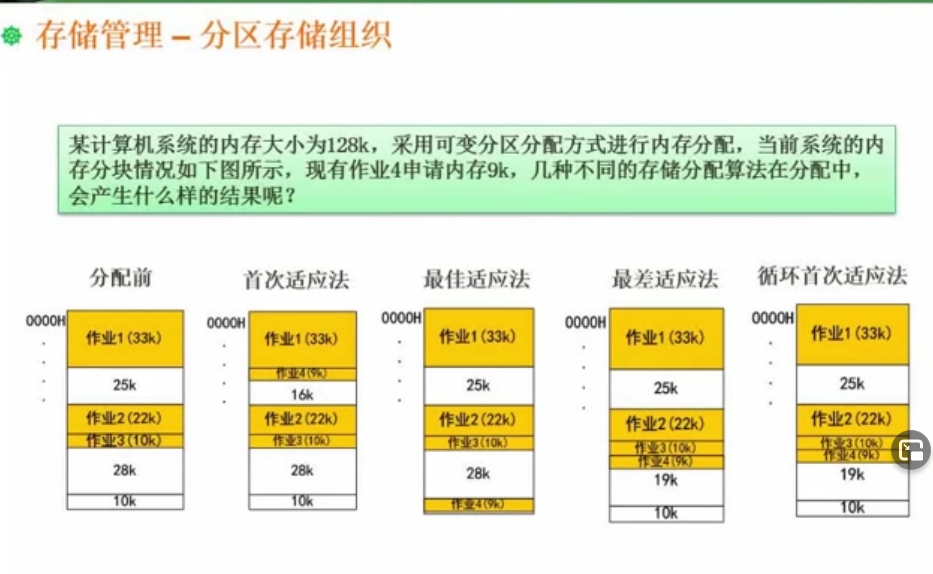 存储管理 – 分区存储组织
某计算机系统的内存大小为128k，采用可变分区分配方式进行内存分配，当前系统的内
存分块情况如下图所示，现有作业4申请内存9k，几种不同的存储分配算法在分配中，
会产生什么样的结果呢？
分配前
0000H
作业1(33k)
25k
作业2(22k)
作业3(10k)
28k
10k
首次适应法
0000H
作业1(33k)
作业4(9k)
16k
作业2(22k)
作业3(10k)
28k
10k
最佳适应法
0000H
作业1(33k)
25k
作业2(22k)
作业3(10k)
28k
作业4(9k)
最差适应法
0000H
作业1(33k)
25k
作业2(22k)
作业3(10k)
作业4(9k)
19k
10k
循环首次适应法
0000H
作业1(33k)
25k
作业2(22k)
作业3(10k)
作业4(9k)
19k
10k